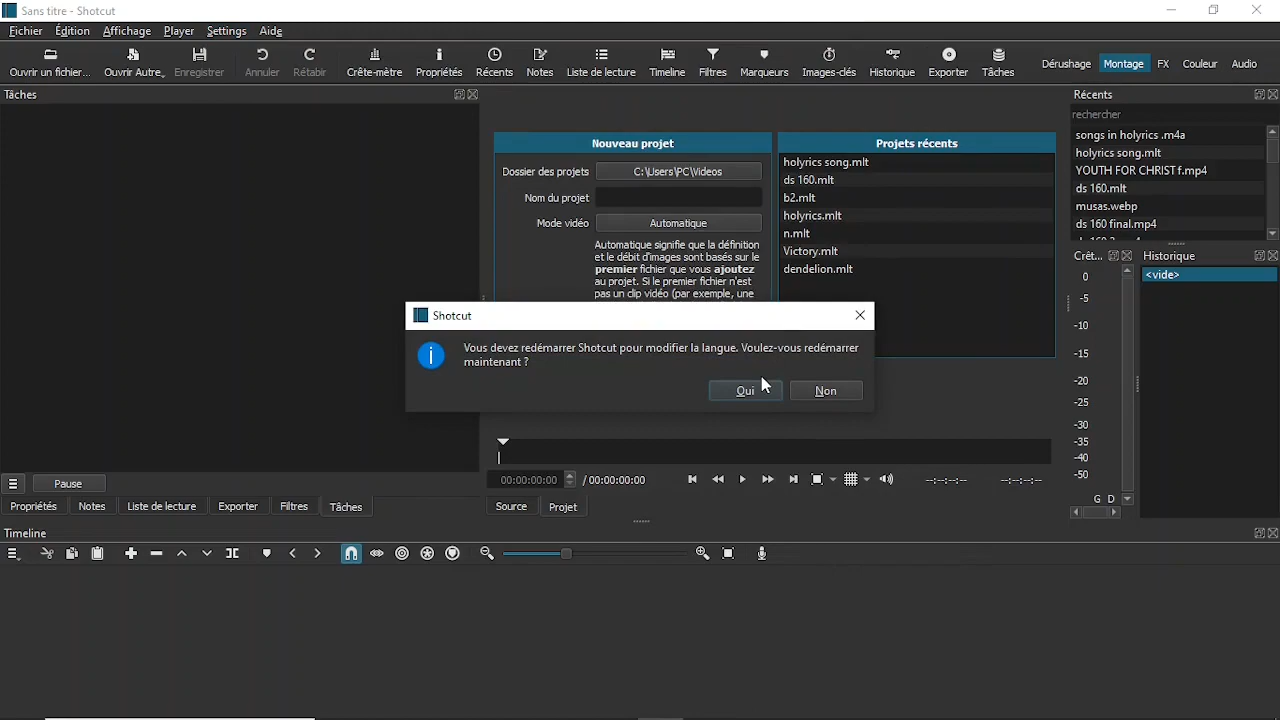 Sans titre - Shotcut
Fichier Édition Affichage Player Settings Aide
Ouvrir un fichier... Ouvrir Autre... Enregistrer Annuler Rétabir Crête-mètre Propriétés Récents Notes Liste de lecture Timeline Filtres Marqueurs Images-clés Historique Exporter Tâches Dérushage Montage FX Couleur Audio
Tâches
Nouveau projet
Dossier des projets C:\Users\PC\Videos
Nom du projet
Mode vidéo Automatique
Automatique signifie que la définition
et le débit d'images sont basés sur le
premier fichier que vous ajoutez
au projet. Si le premier fichier n'est
pas un clip vidéo (par exemple, une
Projets récents
holyrics song.mlt
ds 160.mlt
b2.mlt
holyrics.mlt
n.mlt
Victory.mlt
dendelion.mlt
Récents
rechercher
songs in holyrics .m4a
holyrics song.mlt
YOUTH FOR CHRIST f.mp4
ds 160.mlt
musas.webp
ds 160 final.mp4
Crêt...
0
-5
-10
-15
-20
-25
-30
-35
-40
-50
G D
Historique
<vide>
Shotcut
Vous devez redémarrer Shotcut pour modifier la langue. Voulez-vous redémarrer
maintenant ?
Oui Non
00:00:00:00 / 00:00:00:00 --:--:--:-- --:--:--:--
Pause
Propriétés Notes Liste de lecture Exporter Filtres Tâches
Source Projet
Timeline